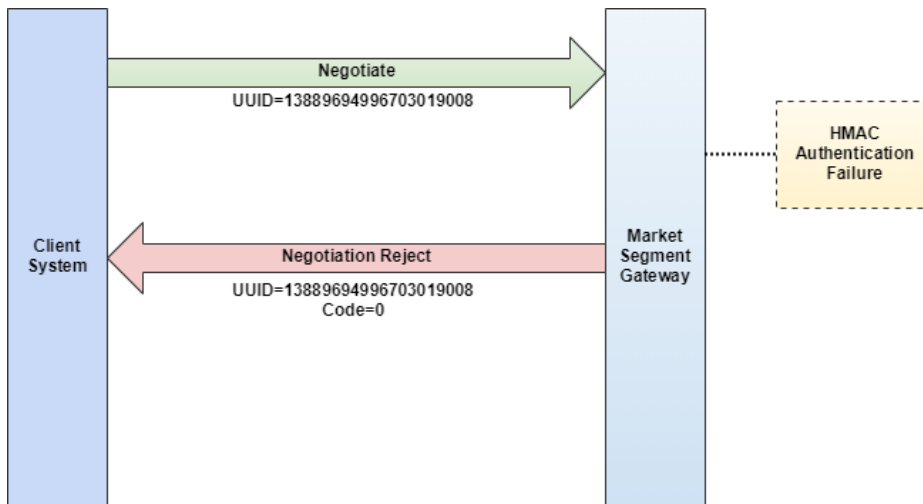 Negotiate
UUID=13889694996703019008
HMAC
Authentication
Failure
Client
System
Negotiation Reject
UUID=13889694996703019008
Code=0
Market
Segment
Gateway